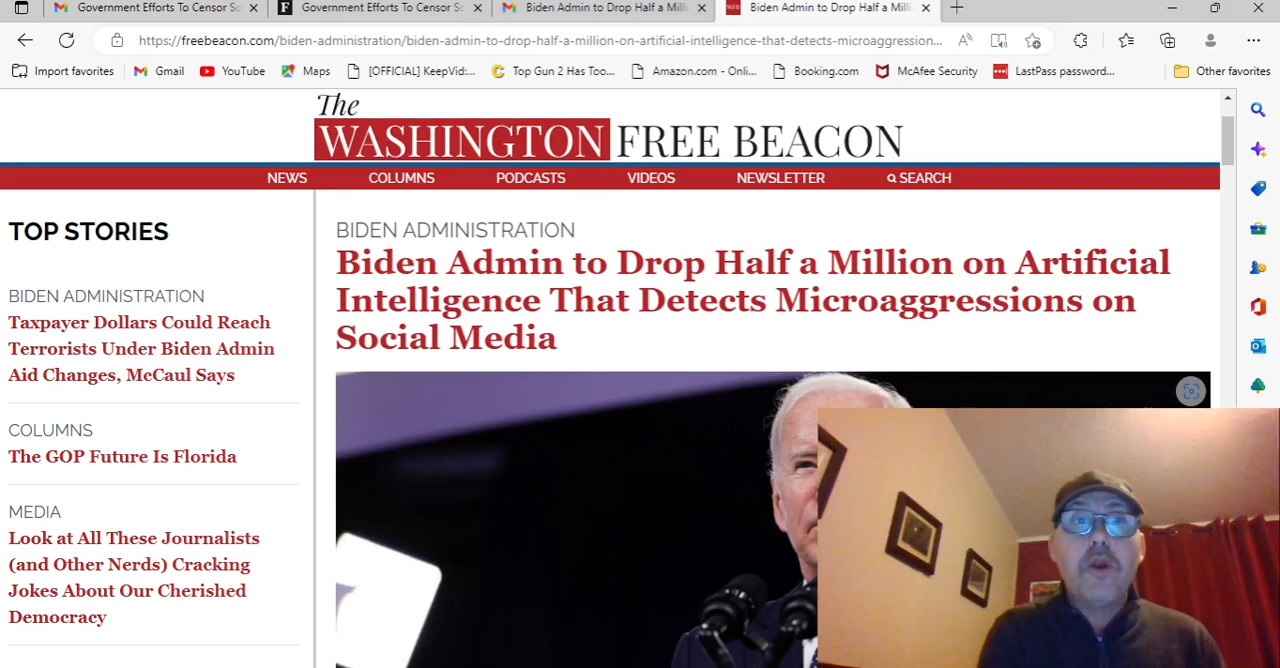 Government Efforts To Censor So
Government Efforts To Censor So
Biden Admin to Drop Half a Milli
Biden Admin to Drop Half a Milli
https://freebeacon.com/biden-administration/biden-admin-to-drop-half-a-million-on-artificial-intelligence-that-detects-microaggression...
Import favorites
Gmail
YouTube
Maps
[OFFICIAL] KeepVid:...
Top Gun 2 Has Too...
Amazon.com - Onli...
Booking.com
McAfee Security
LastPass password...
Other favorites
The
WASHINGTON FREE BEACON
NEWS COLUMNS PODCASTS VIDEOS NEWSLETTER SEARCH
TOP STORIES
BIDEN ADMINISTRATION
Taxpayer Dollars Could Reach
Terrorists Under Biden Admin
Aid Changes, McCaul Says
COLUMNS
The GOP Future Is Florida
MEDIA
Look at All These Journalists
(and Other Nerds) Cracking
Jokes About Our Cherished
Democracy
BIDEN ADMINISTRATION
Biden Admin to Drop Half a Million on Artificial
Intelligence That Detects Microaggressions on
Social Media